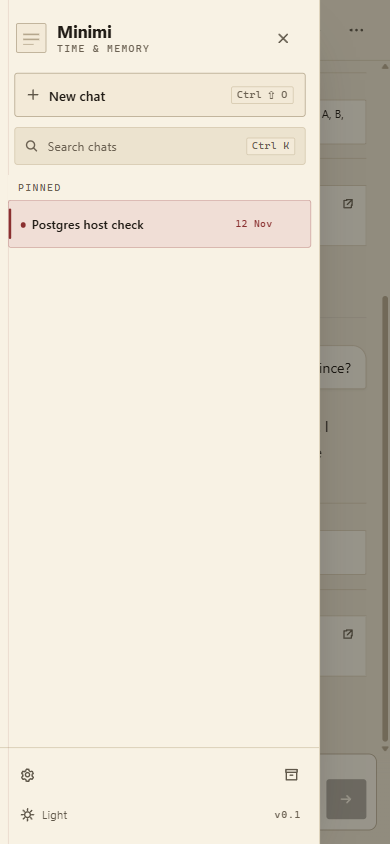 Minimi
TIME & MEMORY
New chat
Ctrl ⇧ O
Search chats
Ctrl K
PINNED
Postgres host check
12 Nov
Light
v0.1
A, B,
ince?
I